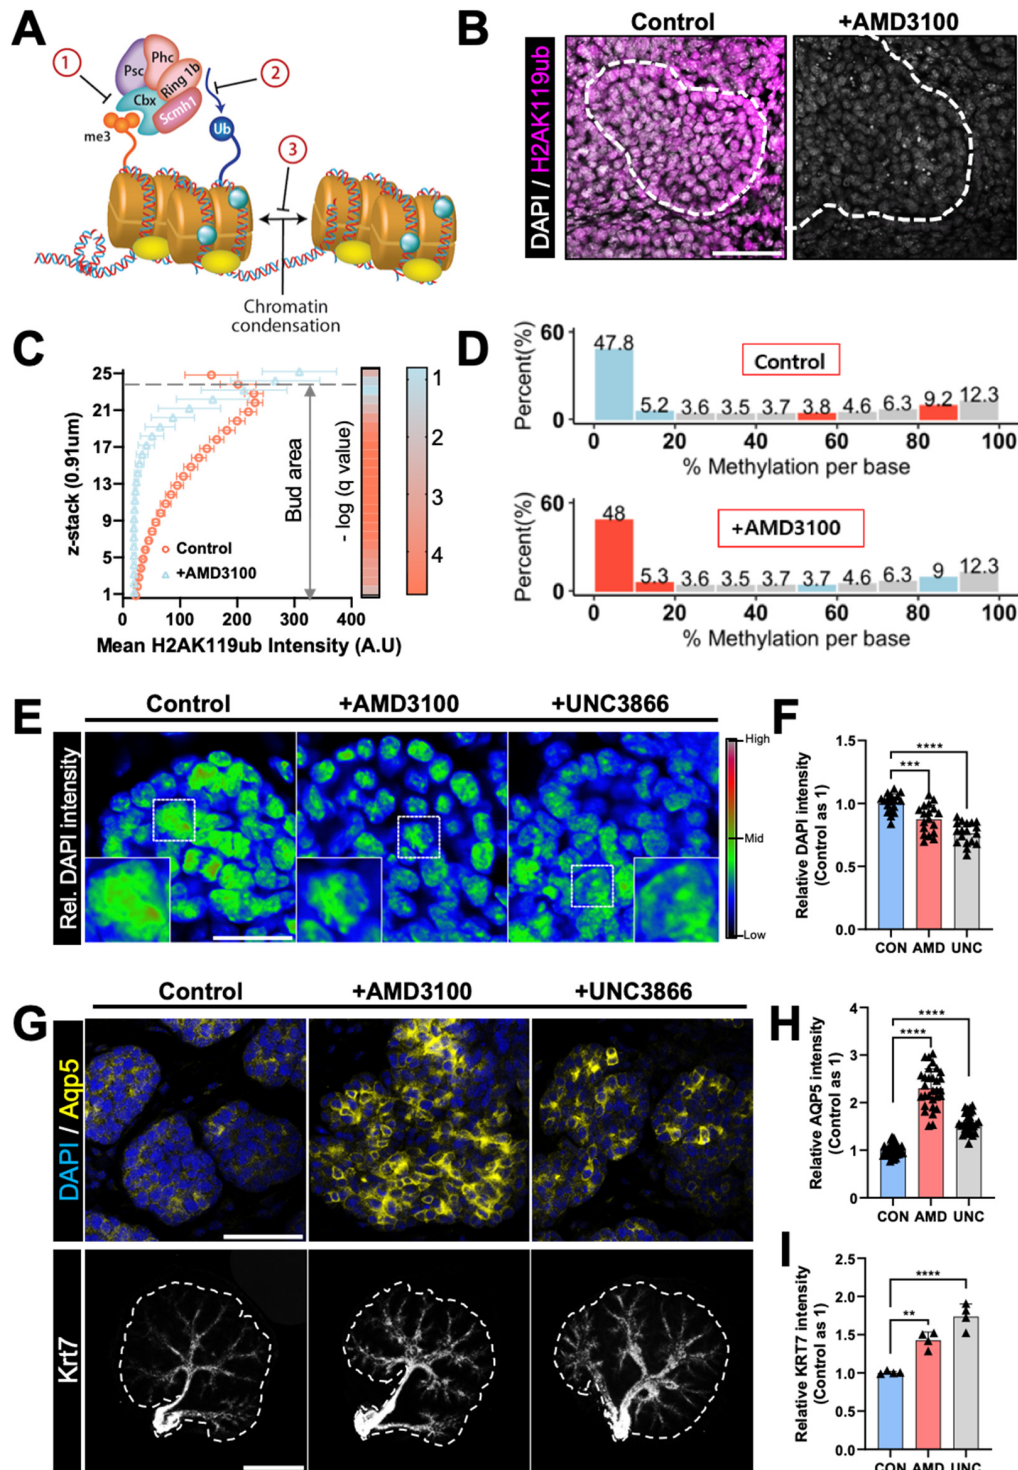 A
1
2
3
Psc
Phc
Ring 1b
Cbx
Scmh1
me3
Ub
Chromatin
condensation
B
Control
+AMD3100
DAPI / H2AK119ub
C
z-stack (0.91um)
25
21
17
13
9
5
1
Control
+AMD3100
Bud area
0
100
200
300
400
Mean H2AK119ub Intensity (A.U)
- log (q value)
1
2
3
4
D
Percent(%)
60
0
47.8
5.2
3.6
3.5
3.7
3.8
4.6
6.3
9.2
12.3
Control
0
20
40
60
80
100
% Methylation per base
Percent(%)
60
0
48
5.3
3.6
3.5
3.7
3.7
4.6
6.3
9
12.3
+AMD3100
0
20
40
60
80
100
% Methylation per base
E
Control
+AMD3100
+UNC3866
Rel. DAPI intensity
High
Mid
Low
F
Relative DAPI intensity
(Control as 1)
1.5
1.0
0.5
0.0
****
***
CON
AMD
UNC
G
Control
+AMD3100
+UNC3866
DAPI / Aqp5
Krt7
H
Relative AQP5 intensity
(Control as 1)
4
3
2
1
0
****
****
CON
AMD
UNC
I
Relative KRT7 intensity
(Control as 1)
2.5
2.0
1.5
1.0
0.5
0.0
****
**
CON
AMD
UNC